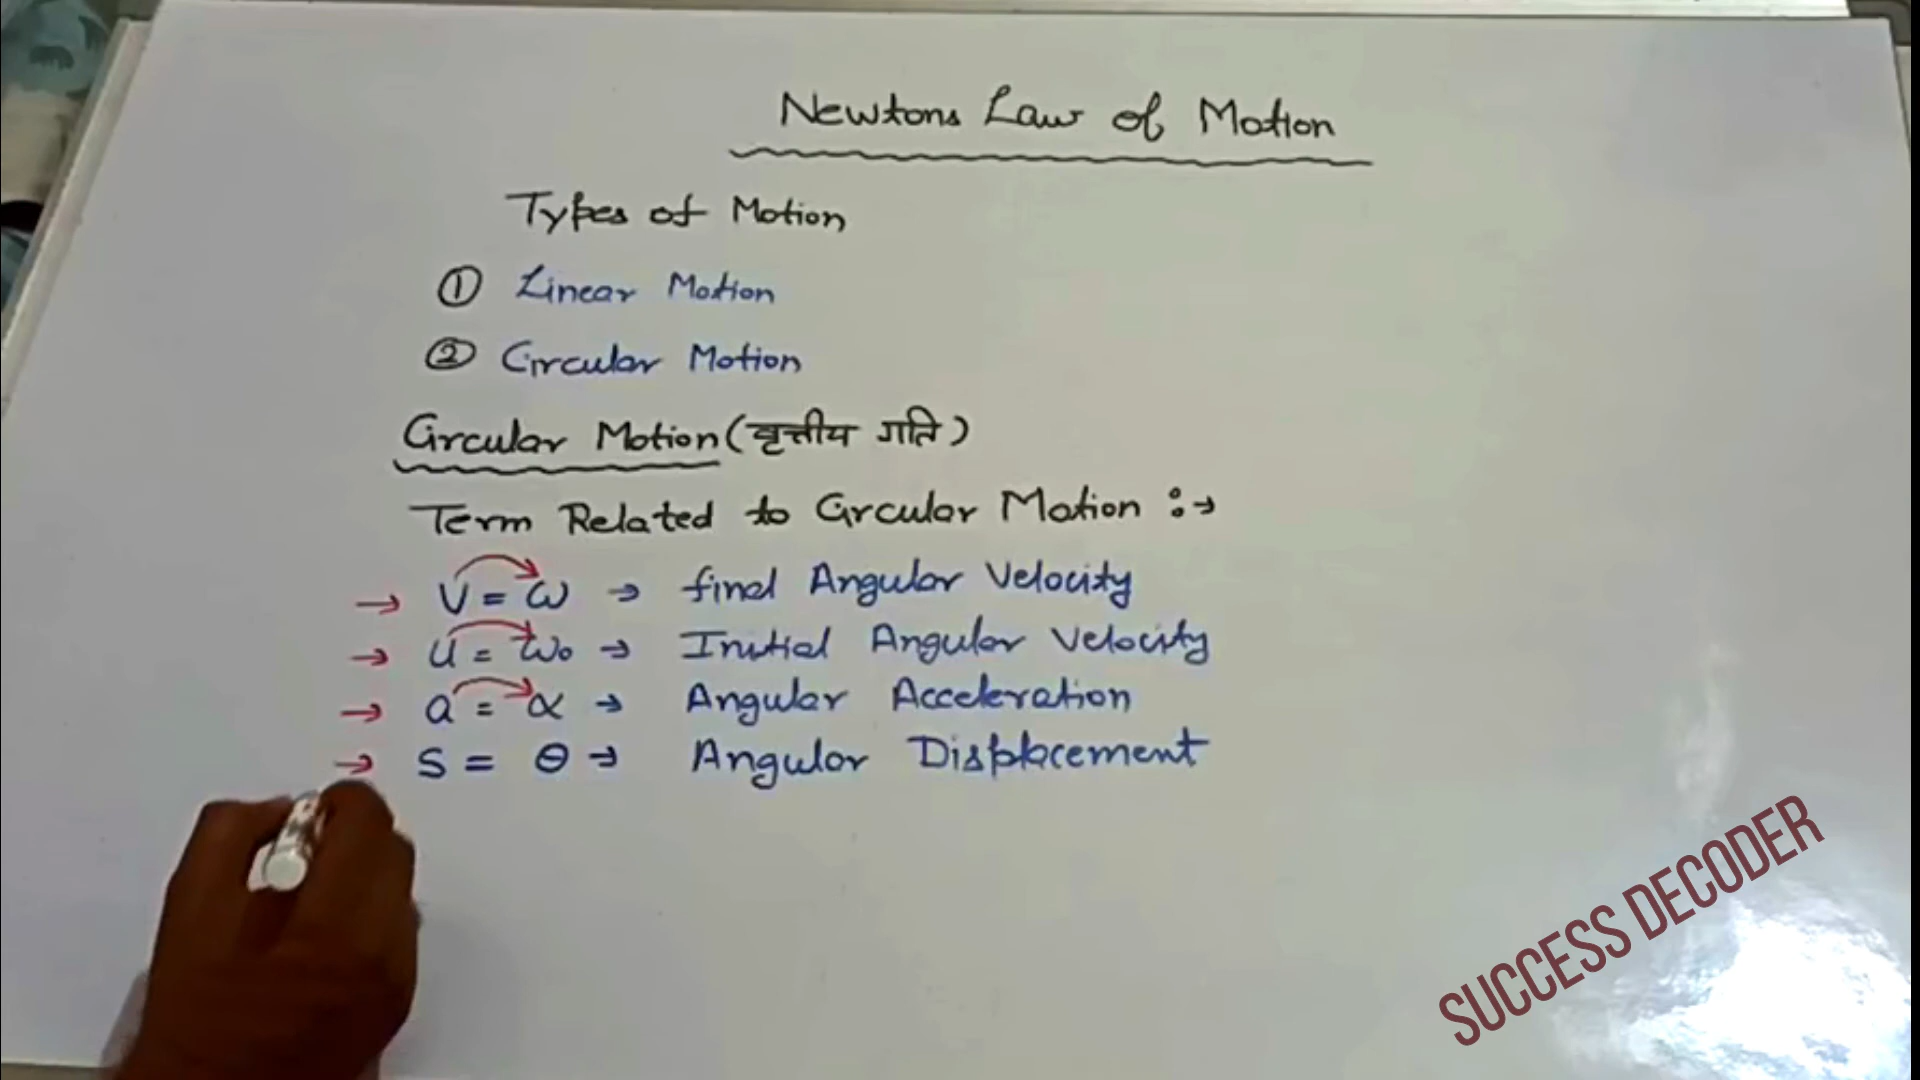 Newtons Law of Motion
Types of Motion
① Linear Motion
② Circular Motion
Circular Motion (वृत्तीय गति)
Term Related to Circular Motion :→
→ V = ω → final Angular Velocity
→ u = ω₀ → Initial Angular Velocity
→ a = α → Angular Acceleration
→ S = θ → Angular Displacement
SUCCESS DECODER